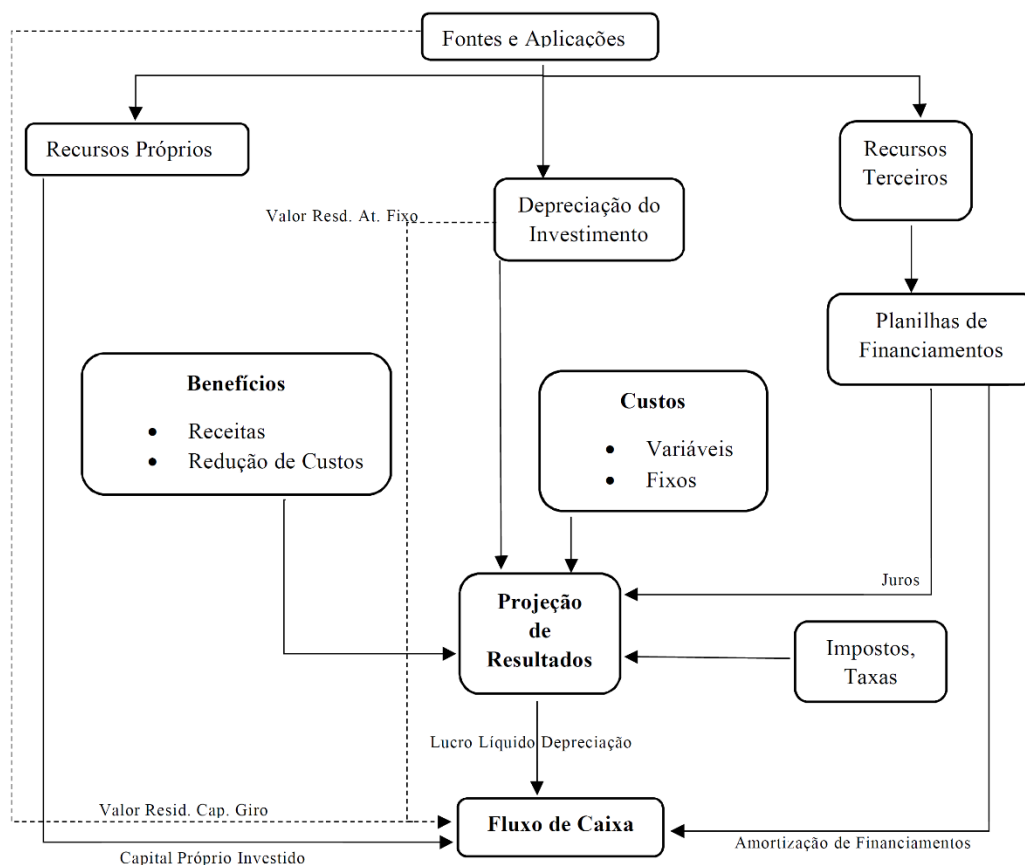 Fontes e Aplicações
Recursos Próprios
Recursos
Terceiros
Valor Resd. At. Fixo
Depreciação do
Investimento
Planilhas de
Financiamentos
Benefícios
• Receitas
• Redução de Custos
Custos
• Variáveis
• Fixos
Juros
Projeção
de
Resultados
Impostos,
Taxas
Lucro Líquido Depreciação
Valor Resid. Cap. Giro
Fluxo de Caixa
Amortização de Financiamentos
Capital Próprio Investido